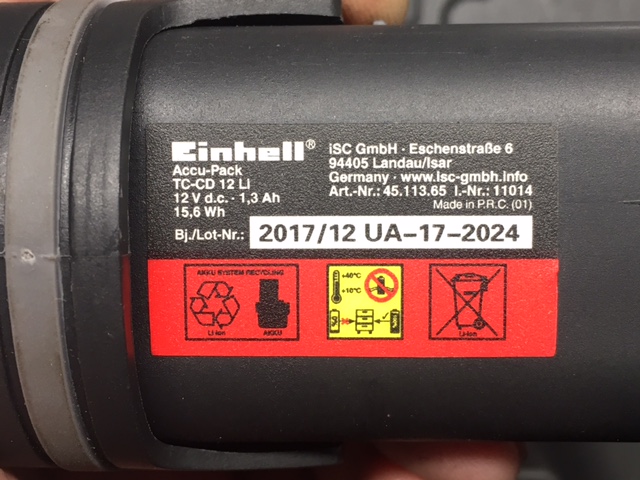 Einhell®
Accu-Pack
TC-CD 12 Li
12 V d.c. · 1,3 Ah
15,6 Wh
iSC GmbH · Eschenstraße 6
94405 Landau/Isar
Germany · www.isc-gmbh.info
Art.-Nr.: 45.113.65 I.-Nr.: 11014
Made in P.R.C. (01)
Bj./Lot-Nr.: 2017/12 UA-17-2024
AKKU SYSTEM RECYCLING
Li-Ion AKKU
+40°C
+10°C
Li-Ion